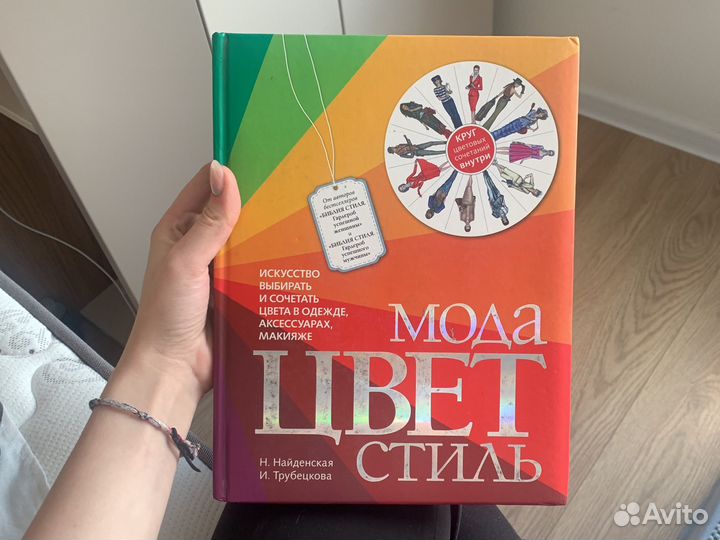 КРУГ
цветовых
сочетаний
внутри
От авторов
бестселлеров
«БИБЛИЯ СТИЛЯ.
Гардероб
успешной
женщины»
и
«БИБЛИЯ СТИЛЯ.
Гардероб
успешного
мужчины»
ИСКУССТВО
ВЫБИРАТЬ
И СОЧЕТАТЬ
ЦВЕТА В ОДЕЖДЕ,
АКСЕССУАРАХ,
МАКИЯЖЕ
МОДА
ЦВЕТ
СТИЛЬ
Н. Найденская
И. Трубецкова
Avito